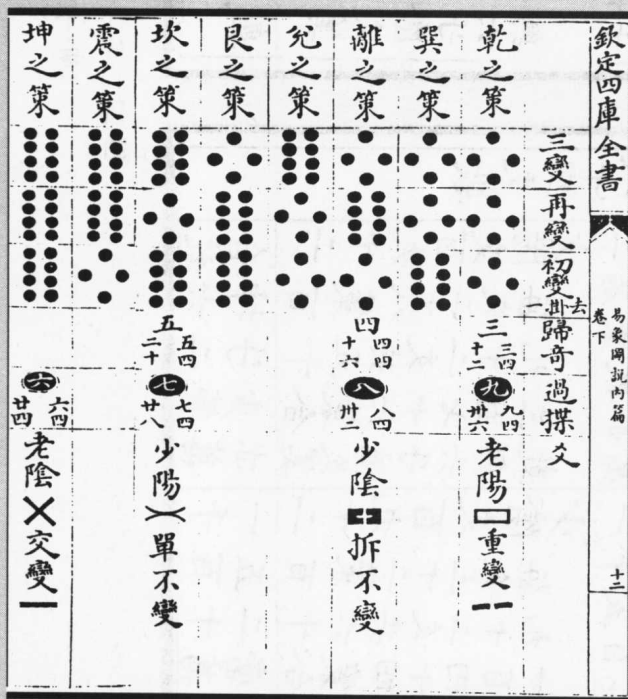 欽定四庫全書
易象圖説內篇
卷下
十三
三變再變初變去掛歸奇過揲爻
乾之策 三 三四十二 九 九四卅六 老陽重變
巽之策
離之策 四 四四十六 八 四卅二 少陰拆不變
兌之策
艮之策
坎之策 五 五四二十 七 七四廿八 少陽單不變
震之策
坤之策 六 六四廿四 老陰交變